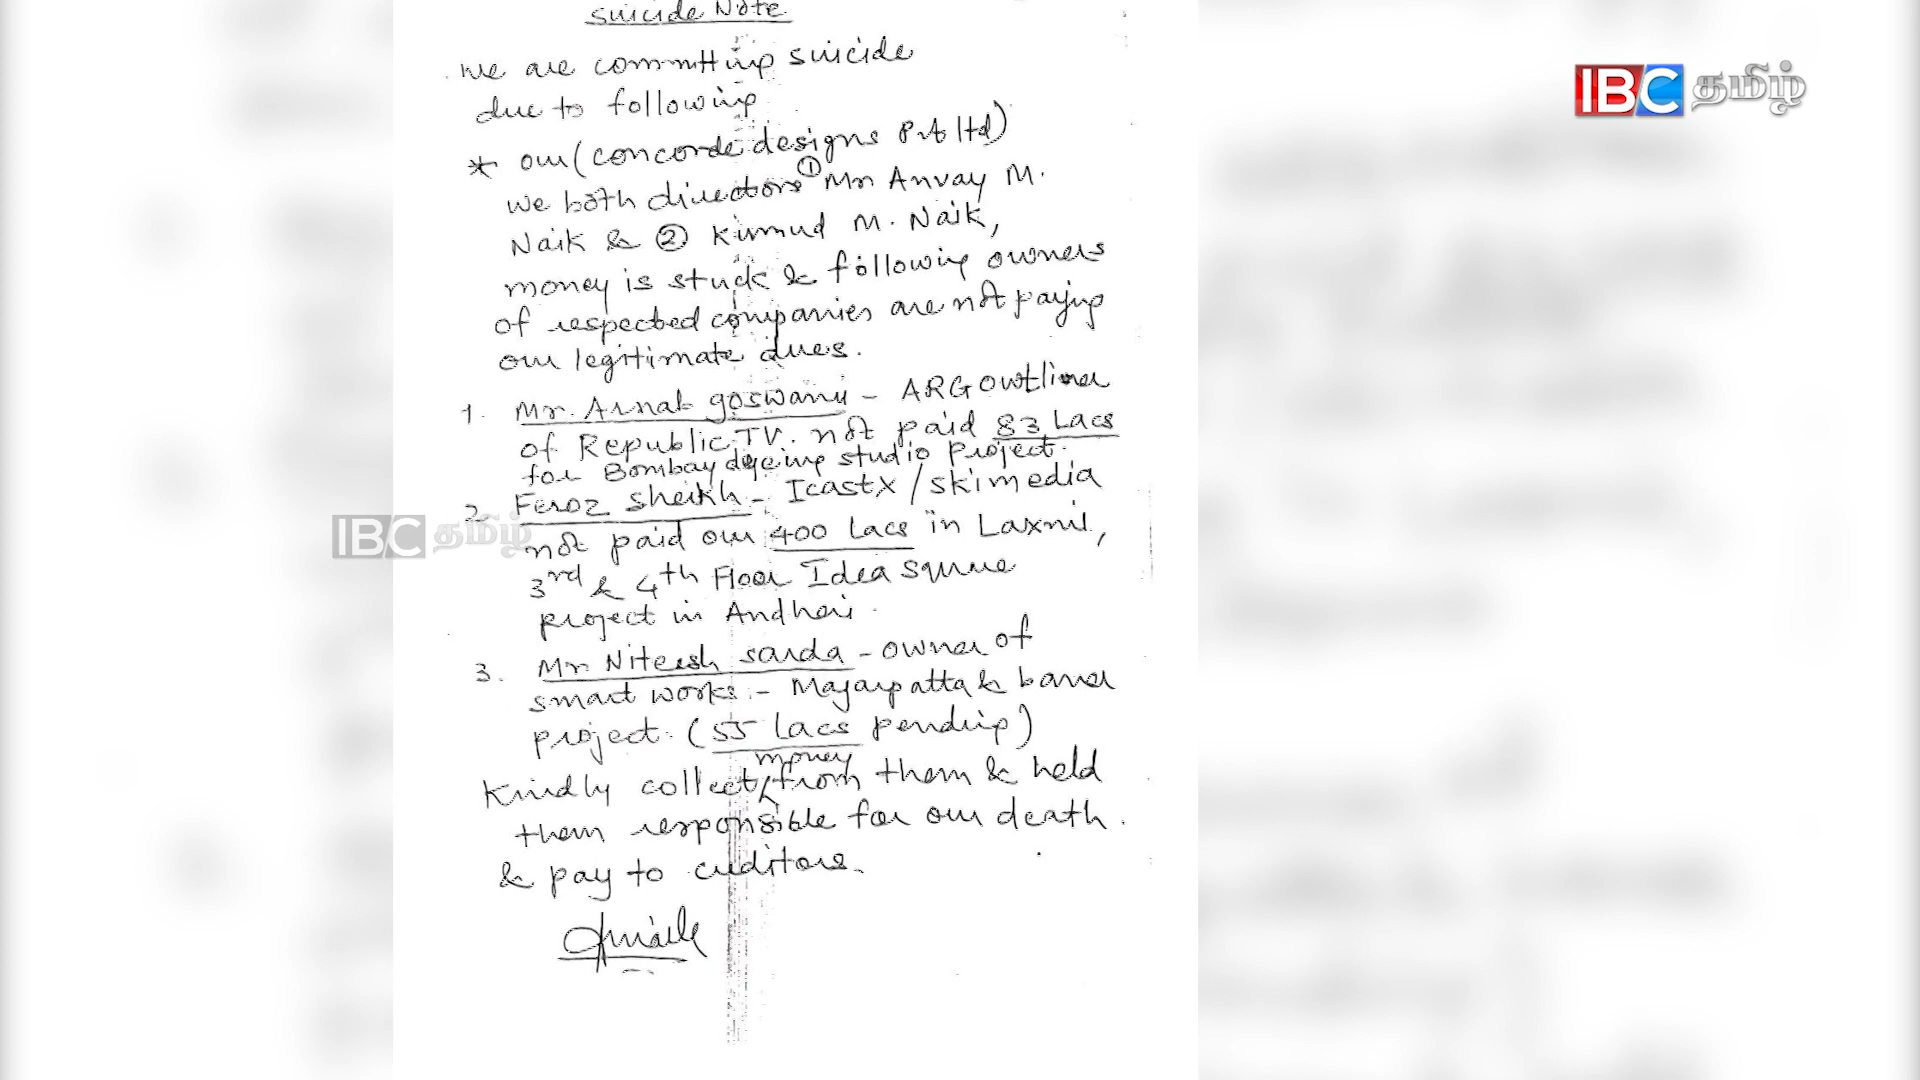 suicide Note
IBC தமிழ்
We are committing suicide
due to following
* our (concorde designs Pvt ltd)
We both directors ① Mr Anvay M.
Naik & ② Kumud M. Naik,
money is stuck & following owners
of respected companies are not paying
our legitimate dues.
1. Mr. Arnab goswami - ARG Outlier
of Republic TV. not paid 83 Lacs
for Bombay dyeing studio Project.
2 Feroz sheikh - Icastx / skimedia
IBC தமிழ்
not paid our 400 lacs in Laxmi,
3rd & 4th Floor Idea square
project in Andheri.
3. Mr Niteish sarda - owner of
smart works - Magarpatta & baner
project. (55 lacs pending)
money
Kindly collect from them & held
them responsible for our death.
& pay to creditors.